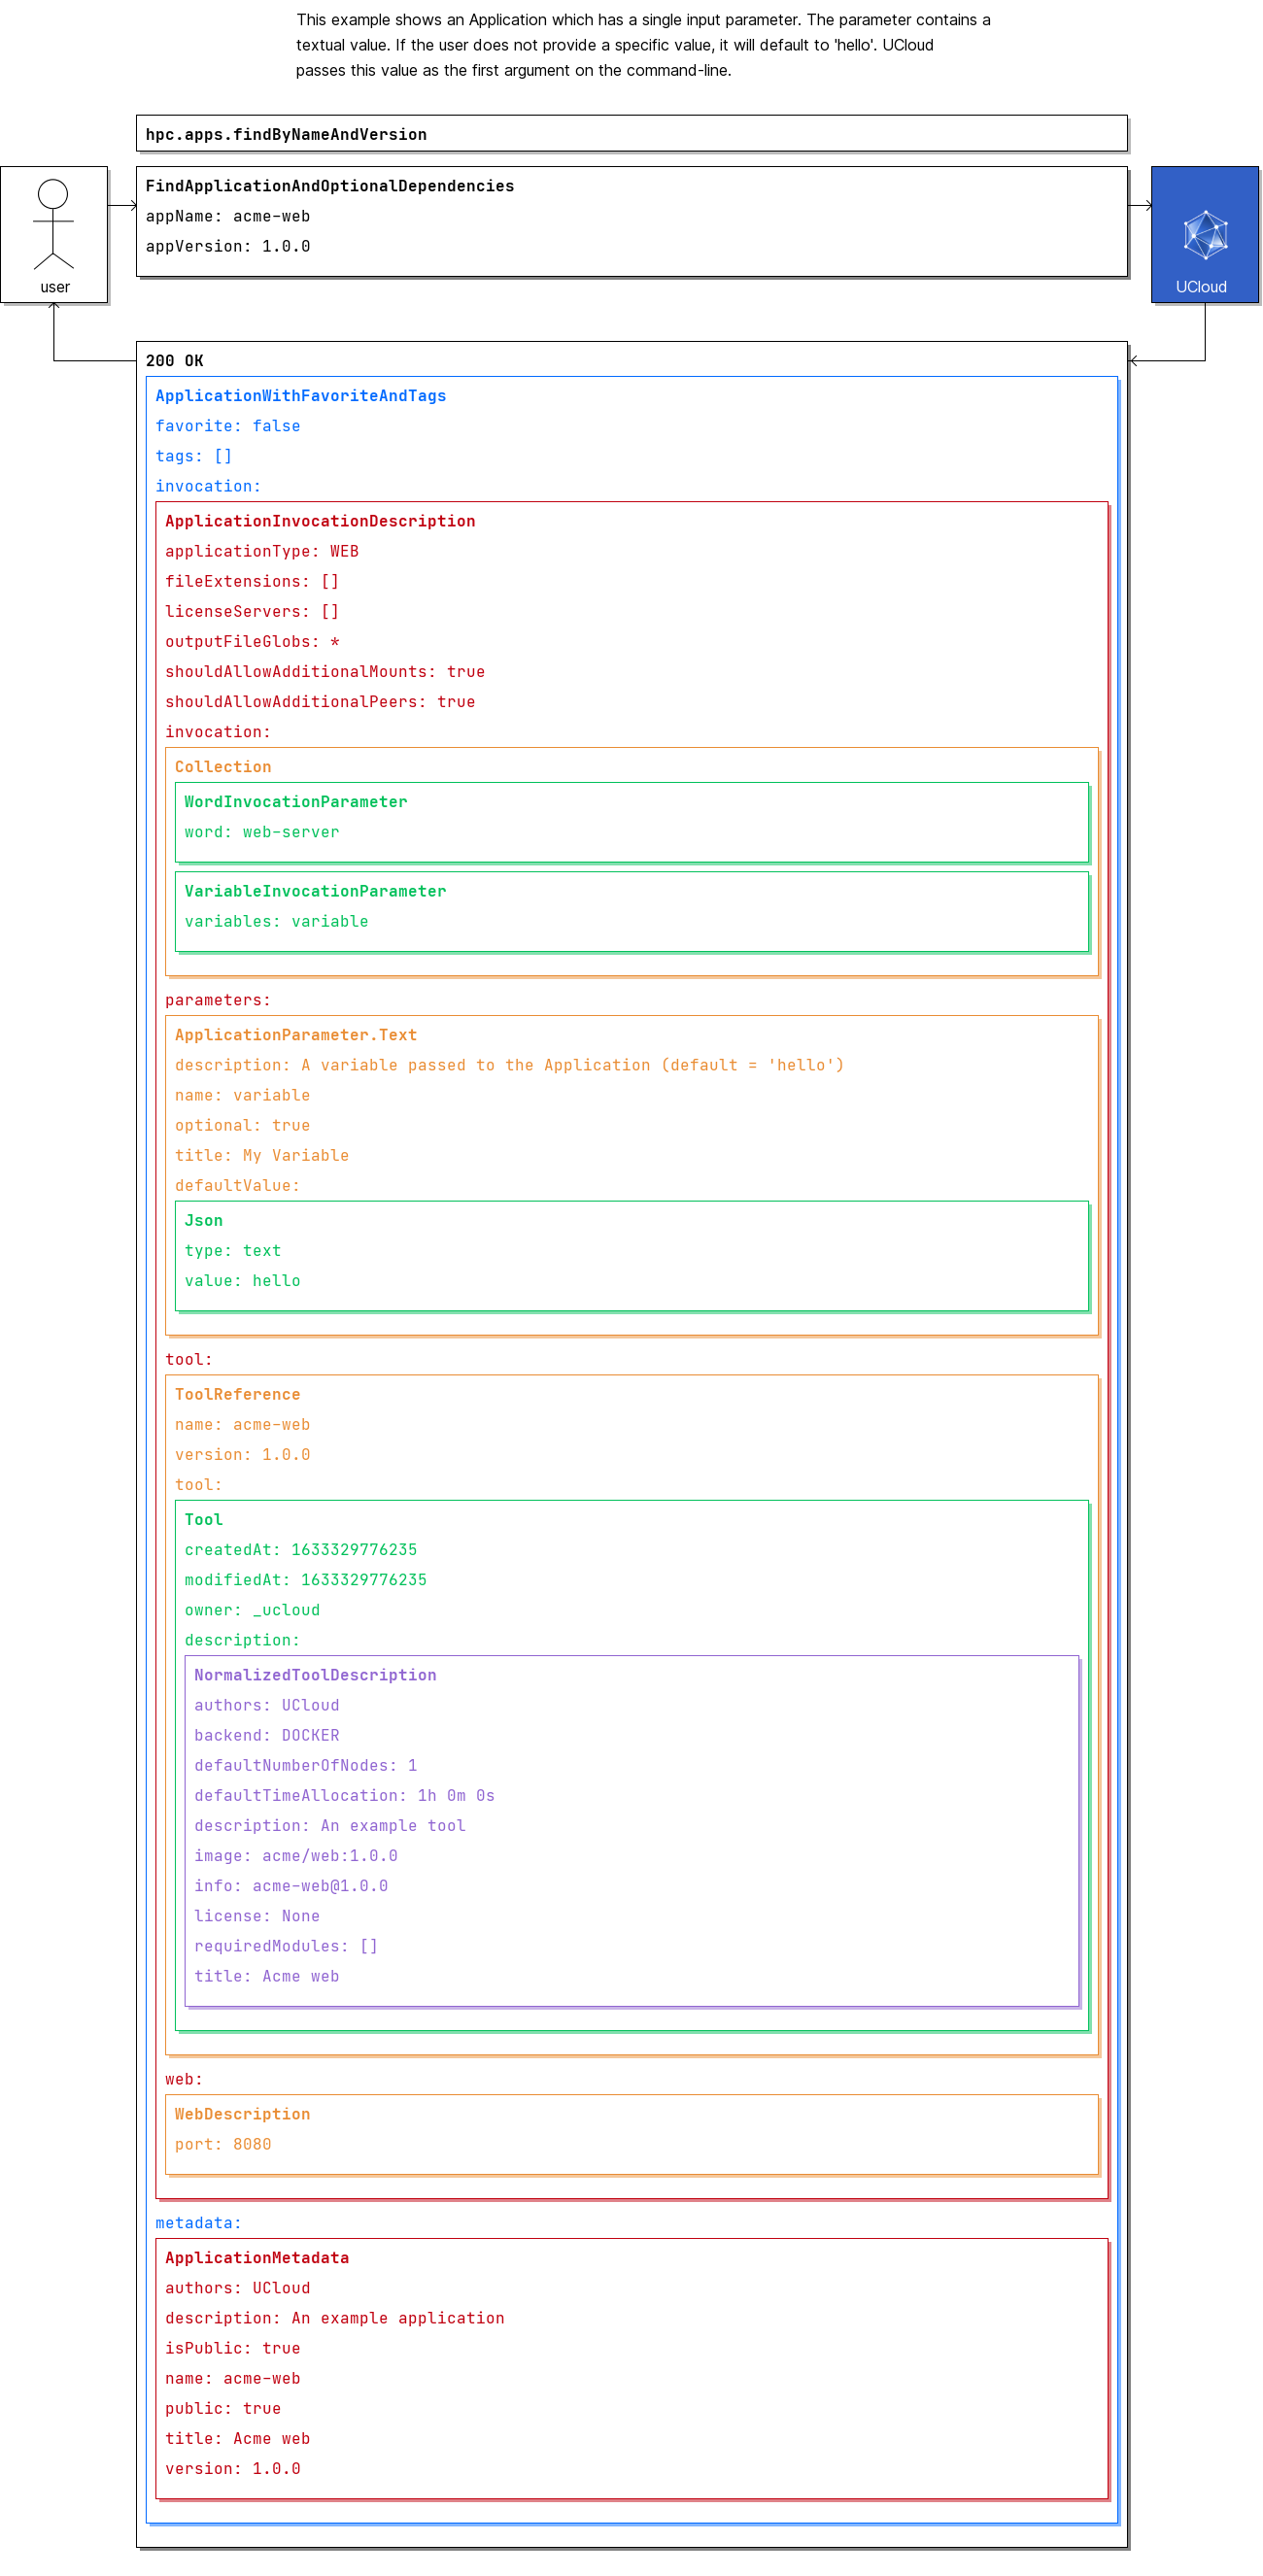 This example shows an Application which has a single input parameter. The parameter contains a
textual value. If the user does not provide a specific value, it will default to 'hello'. UCloud
passes this value as the first argument on the command-line.
hpc.apps.findByNameAndVersion
FindApplicationAndOptionalDependencies
appName: acme-web
appVersion: 1.0.0
user
UCloud
200 OK
ApplicationWithFavoriteAndTags
favorite: false
tags: []
invocation:
ApplicationInvocationDescription
applicationType: WEB
fileExtensions: []
licenseServers: []
outputFileGlobs: *
shouldAllowAdditionalMounts: true
shouldAllowAdditionalPeers: true
invocation:
Collection
WordInvocationParameter
word: web-server
VariableInvocationParameter
variables: variable
parameters:
ApplicationParameter.Text
description: A variable passed to the Application (default = 'hello')
name: variable
optional: true
title: My Variable
defaultValue:
Json
type: text
value: hello
tool:
ToolReference
name: acme-web
version: 1.0.0
tool:
Tool
createdAt: 1633329776235
modifiedAt: 1633329776235
owner: _ucloud
description:
NormalizedToolDescription
authors: UCloud
backend: DOCKER
defaultNumberOfNodes: 1
defaultTimeAllocation: 1h 0m 0s
description: An example tool
image: acme/web:1.0.0
info: acme-web@1.0.0
license: None
requiredModules: []
title: Acme web
web:
WebDescription
port: 8080
metadata:
ApplicationMetadata
authors: UCloud
description: An example application
isPublic: true
name: acme-web
public: true
title: Acme web
version: 1.0.0